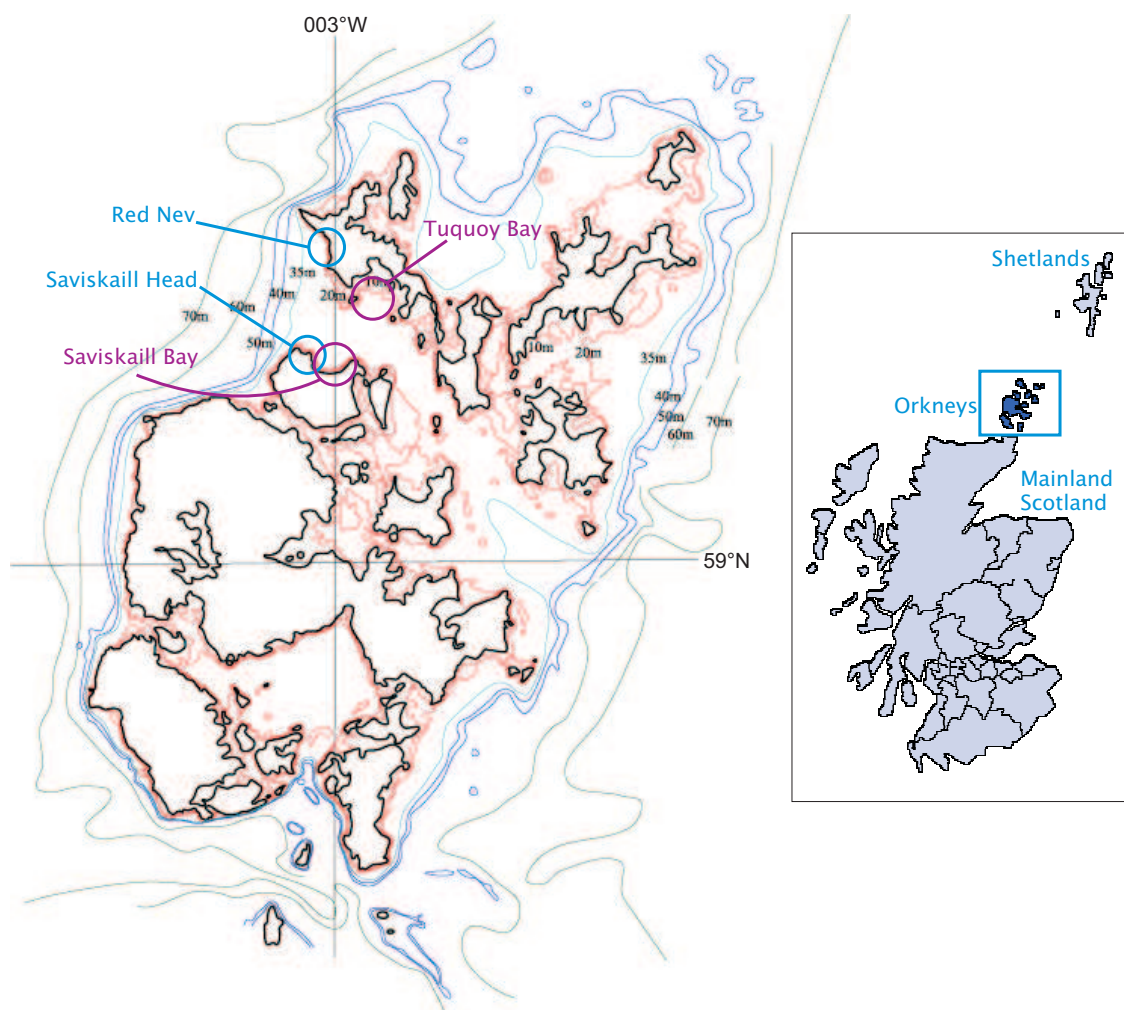 003°W
Red Nev
Tuquoy Bay
Saviskaill Head
Saviskaill Bay
35m
10m
40m
20m
60m
70m
50m
10m
20m
35m
40m
50m
60m
70m
59°N
Shetlands
Orkneys
Mainland
Scotland